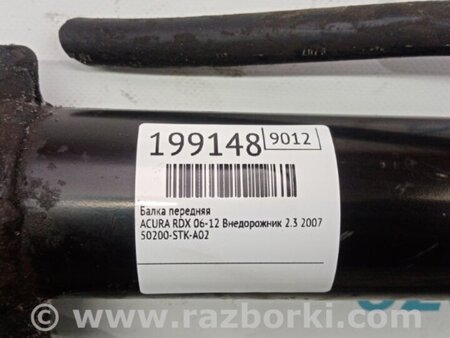 199148 9012
Балка передняя
ACURA RDX 06-12 Внедорожник 2.3 2007
50200-STK-A02
www.razborki.com